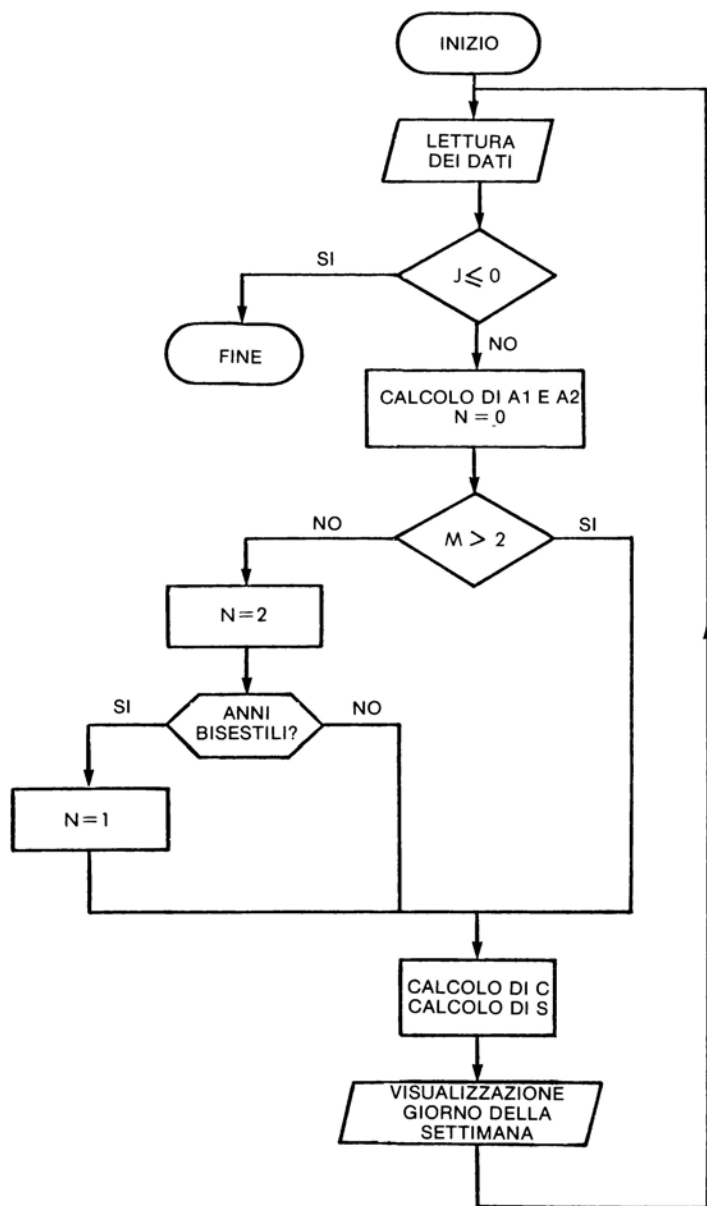 INIZIO
LETTURA
DEI DATI
SI
J ⩽ 0
NO
FINE
CALCOLO DI A1 E A2
N = 0
NO
M > 2
SI
N = 2
SI
ANNI
BISESTILI?
NO
N = 1
CALCOLO DI C
CALCOLO DI S
VISUALIZZAZIONE
GIORNO DELLA
SETTIMANA